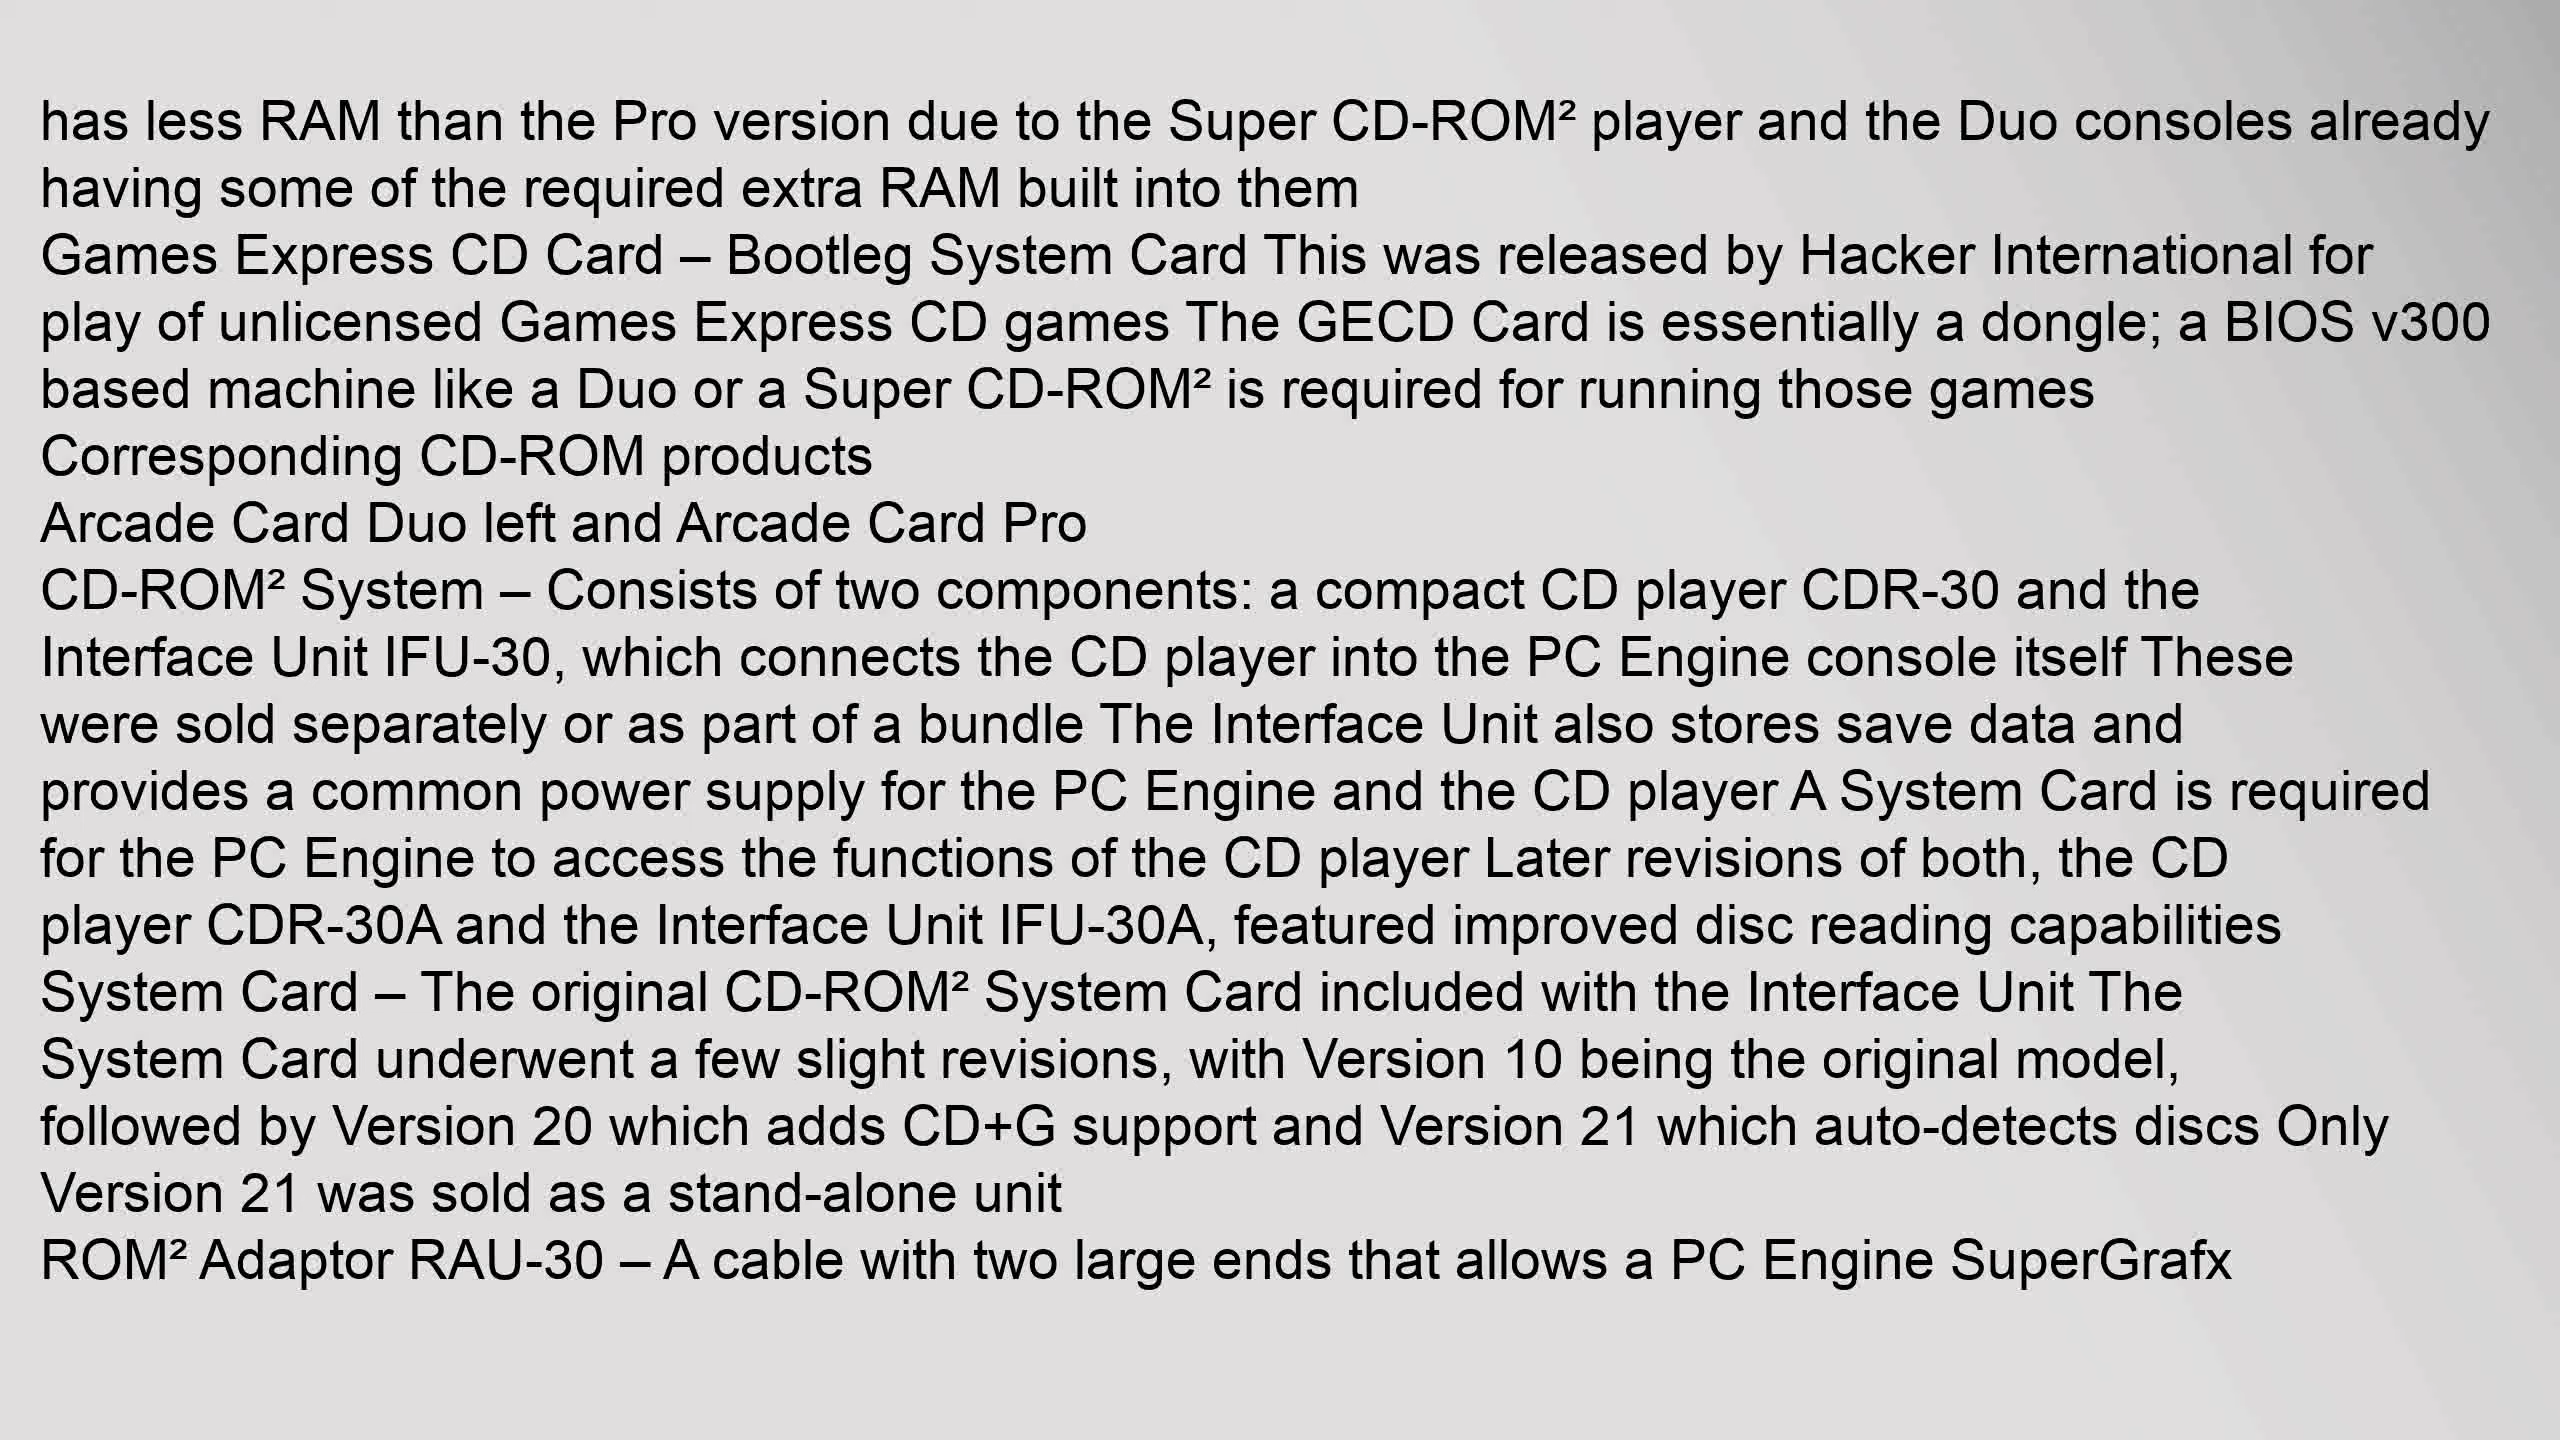 has less RAM than the Pro version due to the Super CD-ROM² player and the Duo consoles already
having some of the required extra RAM built into them
Games Express CD Card – Bootleg System Card This was released by Hacker International for
play of unlicensed Games Express CD games The GECD Card is essentially a dongle; a BIOS v300
based machine like a Duo or a Super CD-ROM² is required for running those games
Corresponding CD-ROM products
Arcade Card Duo left and Arcade Card Pro
CD-ROM² System – Consists of two components: a compact CD player CDR-30 and the
Interface Unit IFU-30, which connects the CD player into the PC Engine console itself These
were sold separately or as part of a bundle The Interface Unit also stores save data and
provides a common power supply for the PC Engine and the CD player A System Card is required
for the PC Engine to access the functions of the CD player Later revisions of both, the CD
player CDR-30A and the Interface Unit IFU-30A, featured improved disc reading capabilities
System Card – The original CD-ROM² System Card included with the Interface Unit The
System Card underwent a few slight revisions, with Version 10 being the original model,
followed by Version 20 which adds CD+G support and Version 21 which auto-detects discs Only
Version 21 was sold as a stand-alone unit
ROM² Adaptor RAU-30 – A cable with two large ends that allows a PC Engine SuperGrafx